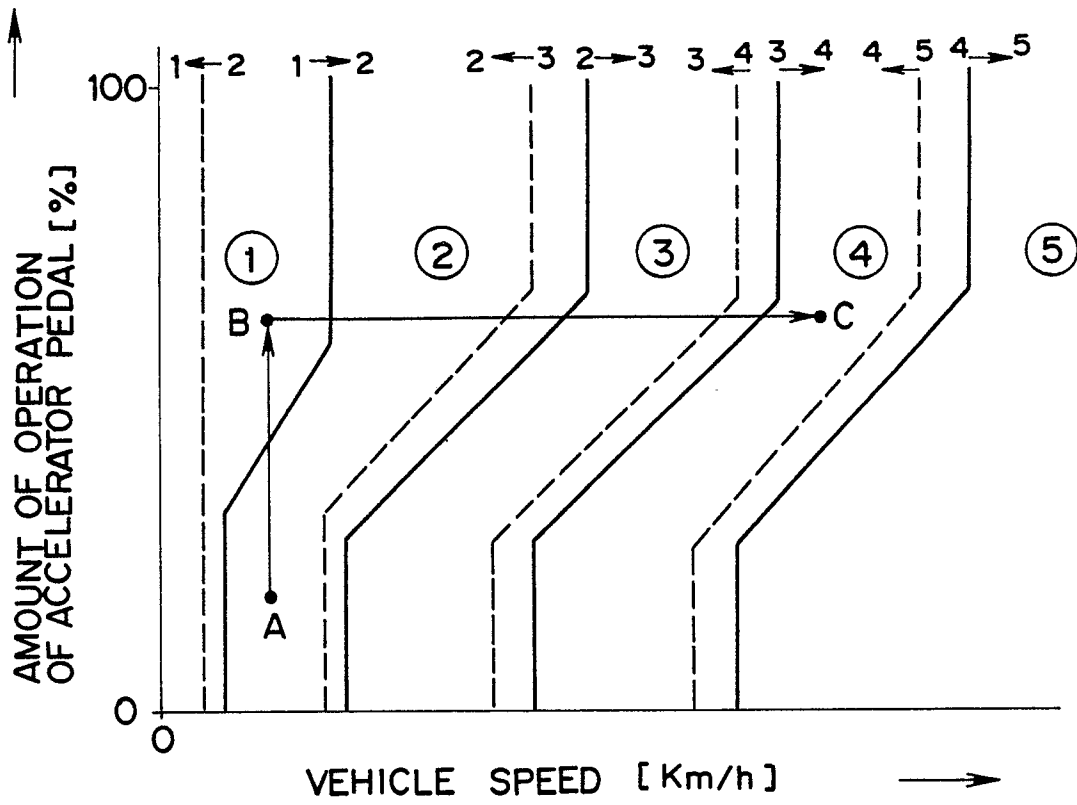 1←2 1→2 2←3 2→3 3←4 3→4 4←5 4→5
100
① ② ③ ④ ⑤
B C
A
0
0
AMOUNT OF OPERATION
OF ACCELERATOR PEDAL [%]
VEHICLE SPEED [Km/h]